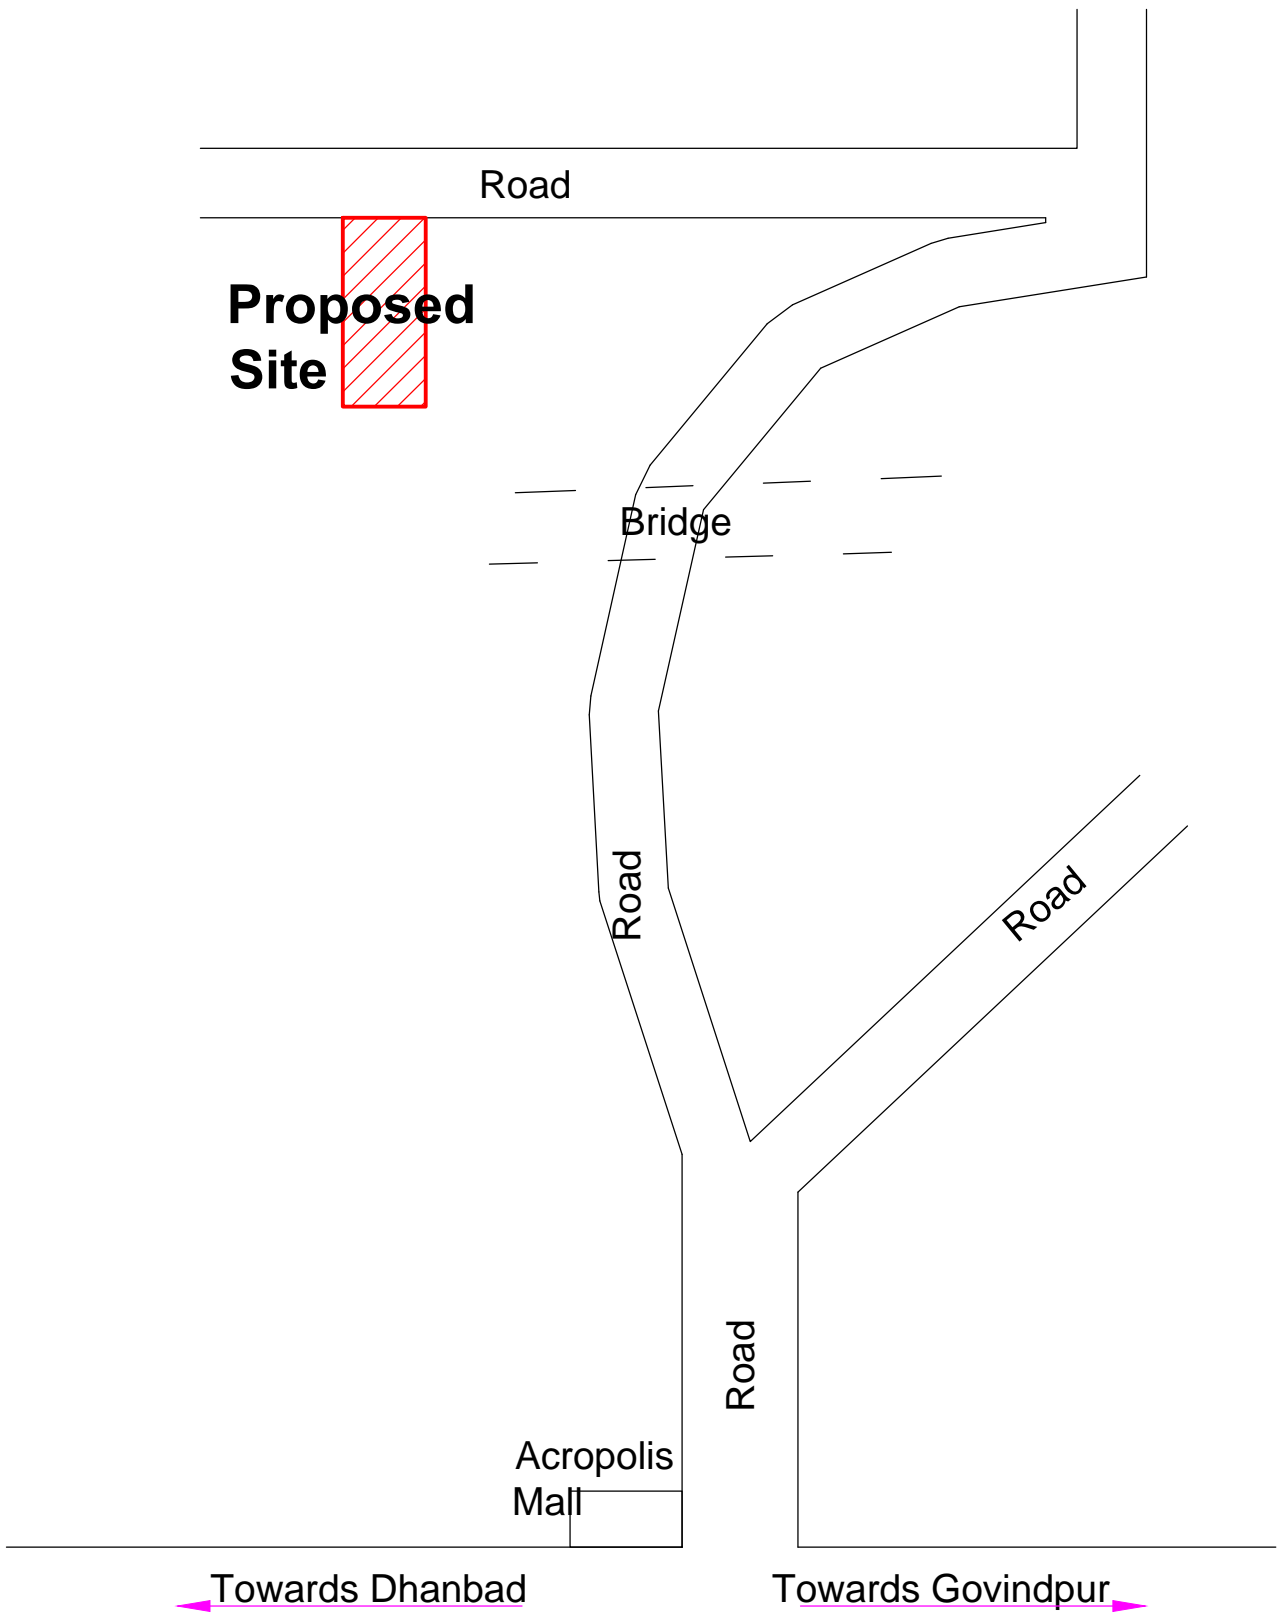 Road
Proposed
Site
Bridge
Road
Road
Road
Acropolis
Mall
Towards Dhanbad
Towards Govindpur